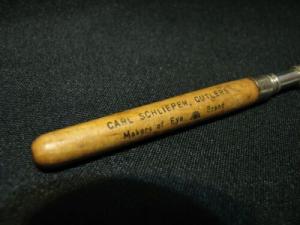 CARL SCHLIEPER, CUTLERS
Makers of Eye Brand